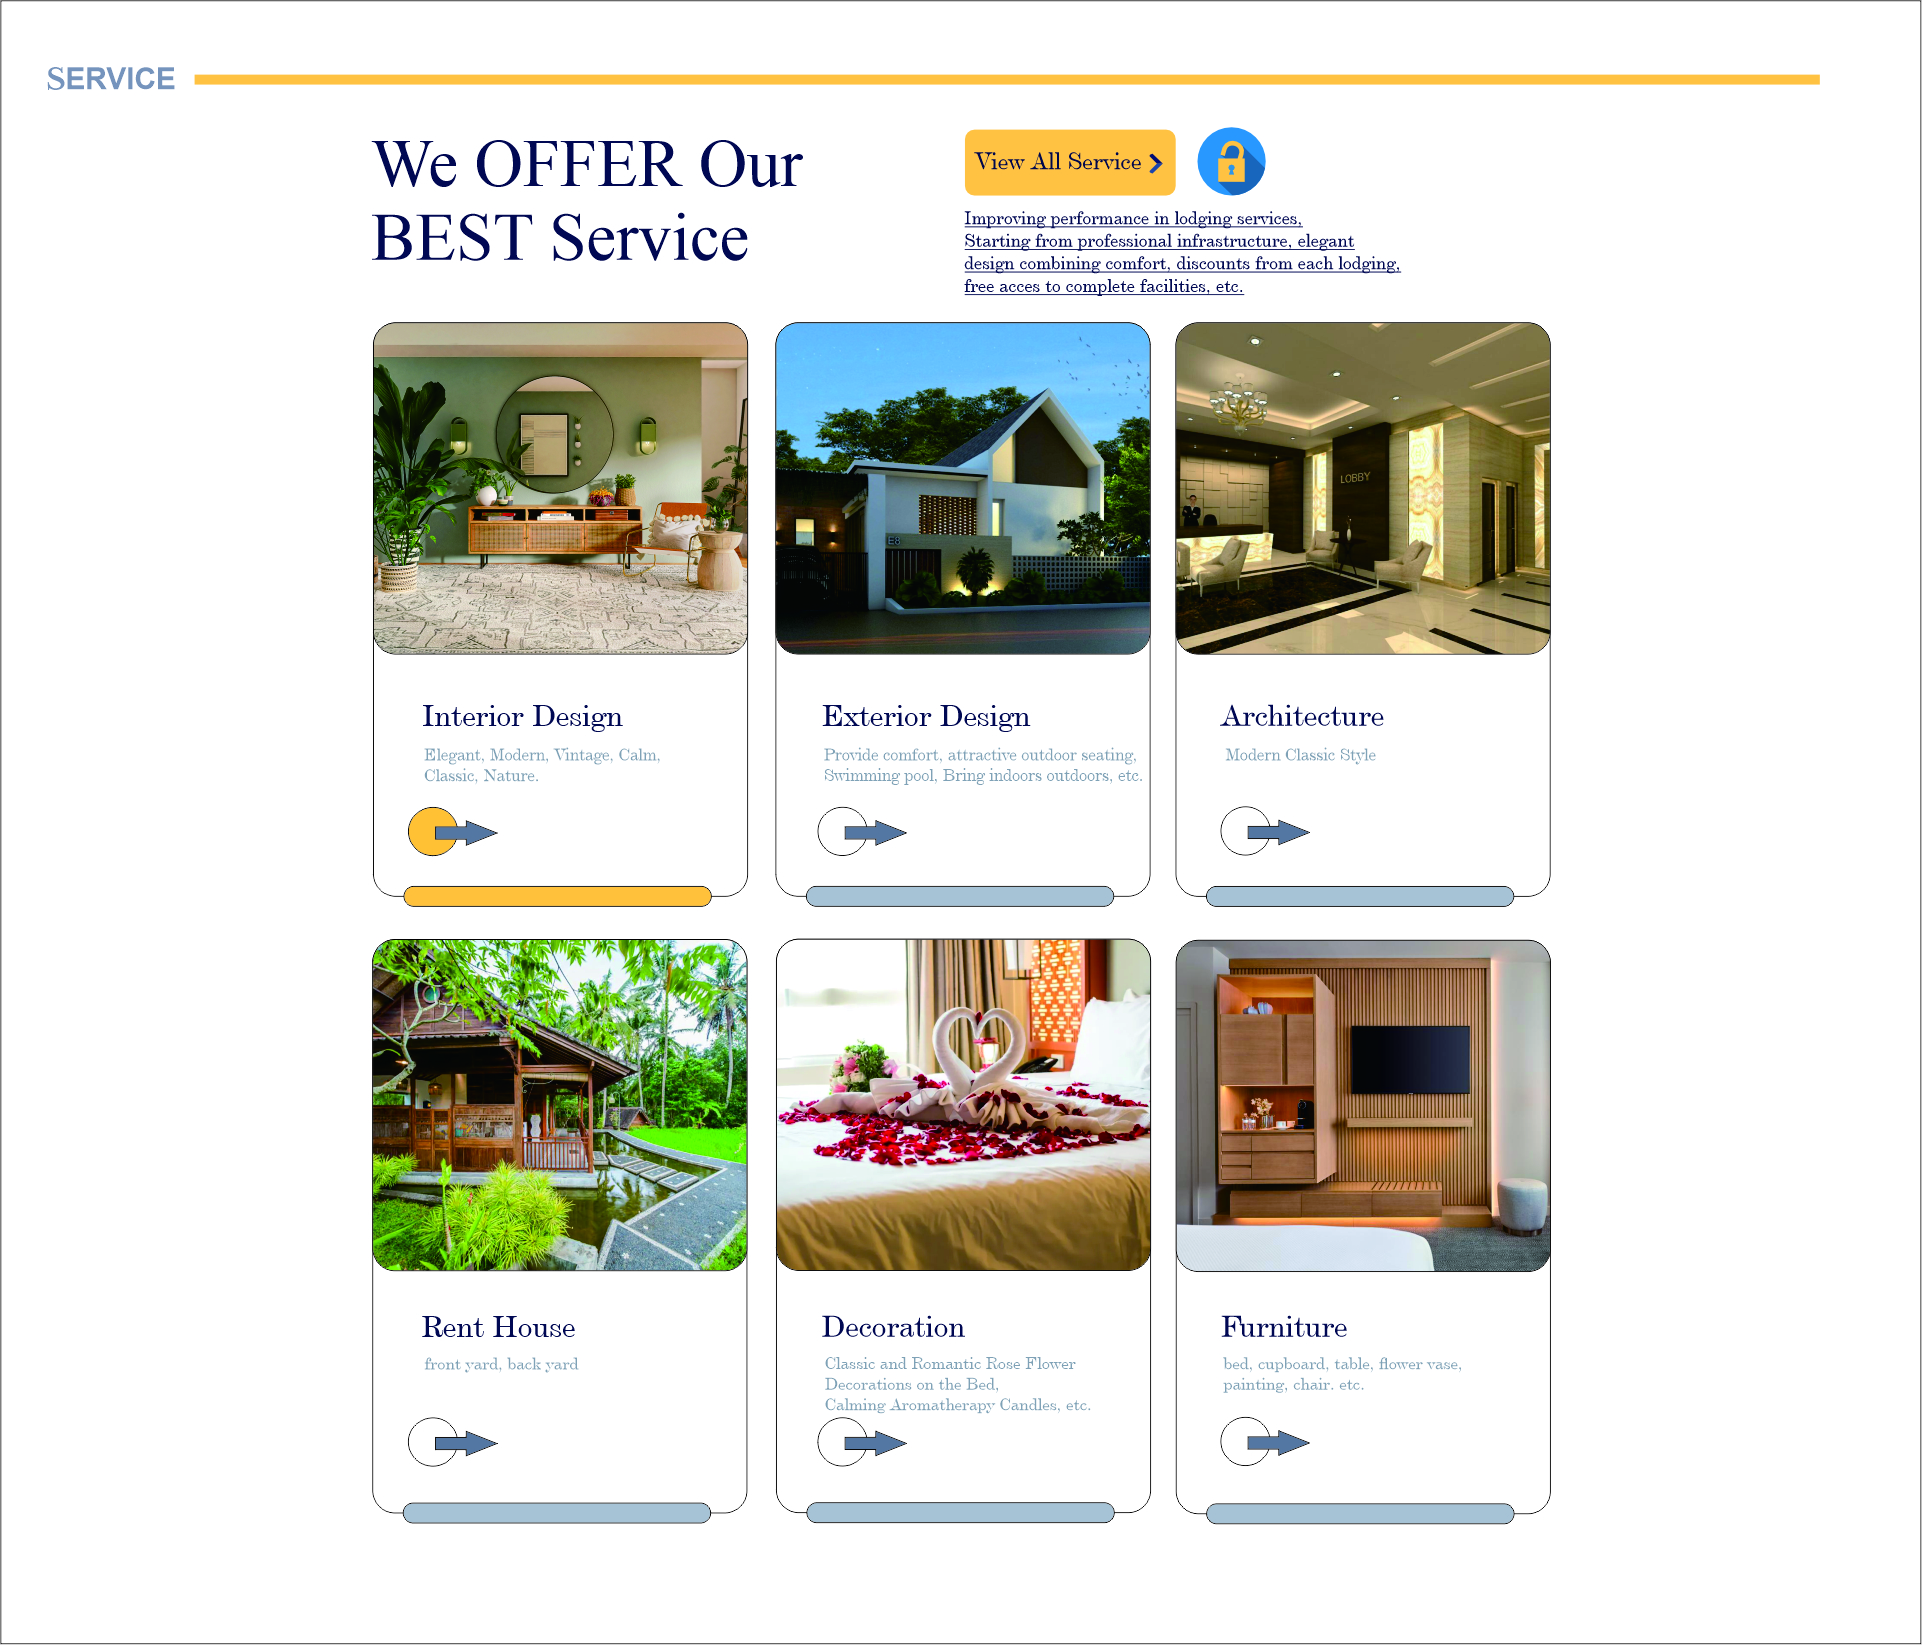 SERVICE
We OFFER Our
BEST Service
View All Service
Improving performance in lodging services,
Starting from professional infrastructure, elegant
design combining comfort, discounts from each lodging,
free acces to complete facilities, etc.
E8
LOBBY
Interior Design
Elegant, Modern, Vintage, Calm,
Classic, Nature.
Exterior Design
Provide comfort, attractive outdoor seating,
Swimming pool, Bring indoors outdoors, etc.
Architecture
Modern Classic Style
Rent House
front yard, back yard
Decoration
Classic and Romantic Rose Flower
Decorations on the Bed,
Calming Aromatherapy Candles, etc.
Furniture
bed, cupboard, table, flower vase,
painting, chair. etc.